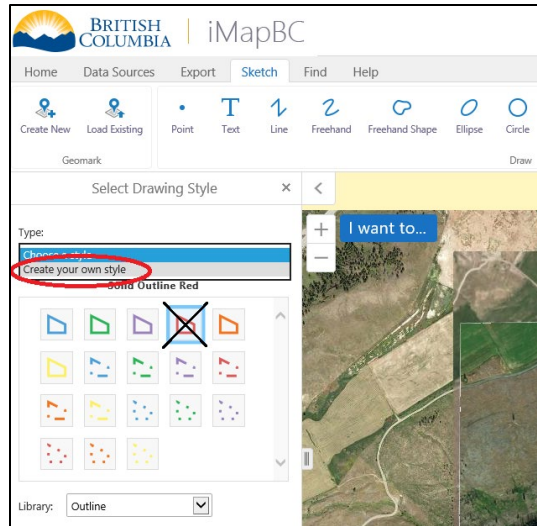 BRITISH
COLUMBIA
iMapBC
Home Data Sources Export Sketch Find Help
Create New Load Existing Point Text Line Freehand Freehand Shape Ellipse Circle
Geomark Draw
Select Drawing Style
I want to...
Type:
Choose a style
Create your own style
Solid Outline Red
Library: Outline